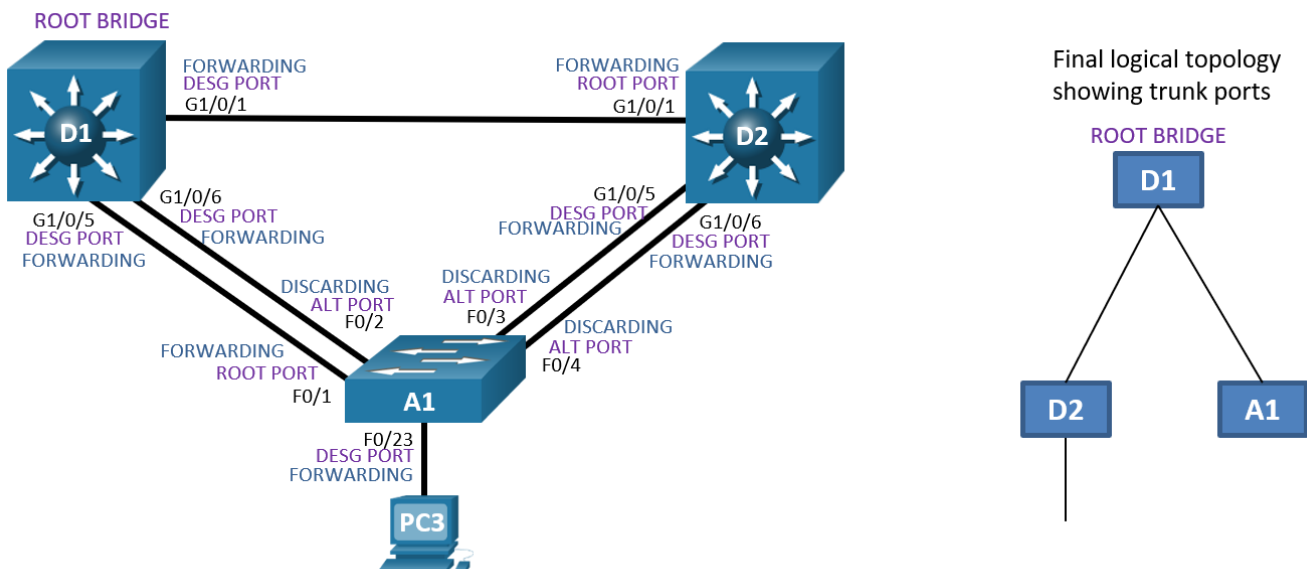 ROOT BRIDGE
FORWARDING
DESG PORT
G1/0/1
FORWARDING
ROOT PORT
G1/0/1
D1
D2
G1/0/6
DESG PORT
FORWARDING
G1/0/5
DESG PORT
FORWARDING
G1/0/5
DESG PORT
FORWARDING
G1/0/6
DESG PORT
FORWARDING
DISCARDING
ALT PORT
F0/2
DISCARDING
ALT PORT
F0/3
DISCARDING
ALT PORT
F0/4
FORWARDING
ROOT PORT
F0/1
A1
F0/23
DESG PORT
FORWARDING
PC3
Final logical topology
showing trunk ports
ROOT BRIDGE
D1
D2
A1